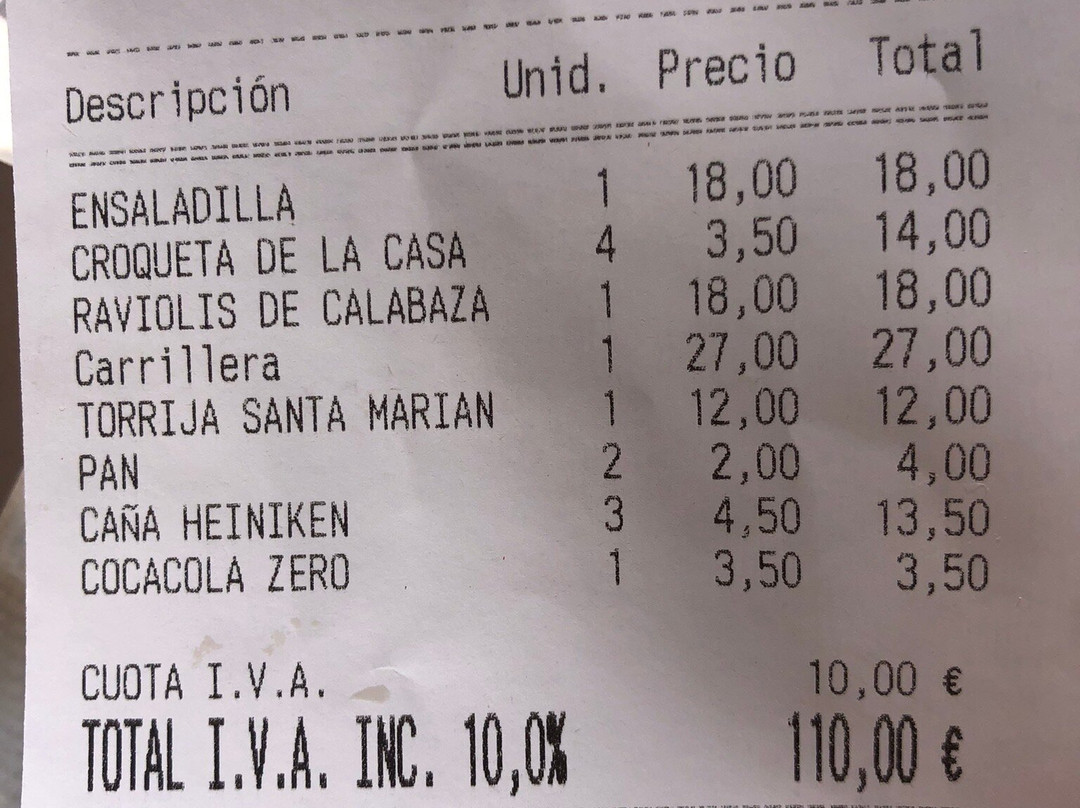 Descripción Unid. Precio Total
ENSALADILLA 1 18,00 18,00
CROQUETA DE LA CASA 4 3,50 14,00
RAVIOLIS DE CALABAZA 1 18,00 18,00
Carrillera 1 27,00 27,00
TORRIJA SANTA MARIAN 1 12,00 12,00
PAN 2 2,00 4,00
CAÑA HEINIKEN 3 4,50 13,50
COCACOLA ZERO 1 3,50 3,50
CUOTA I.V.A. 10,00 €
TOTAL I.V.A. INC. 10,0% 110,00 €